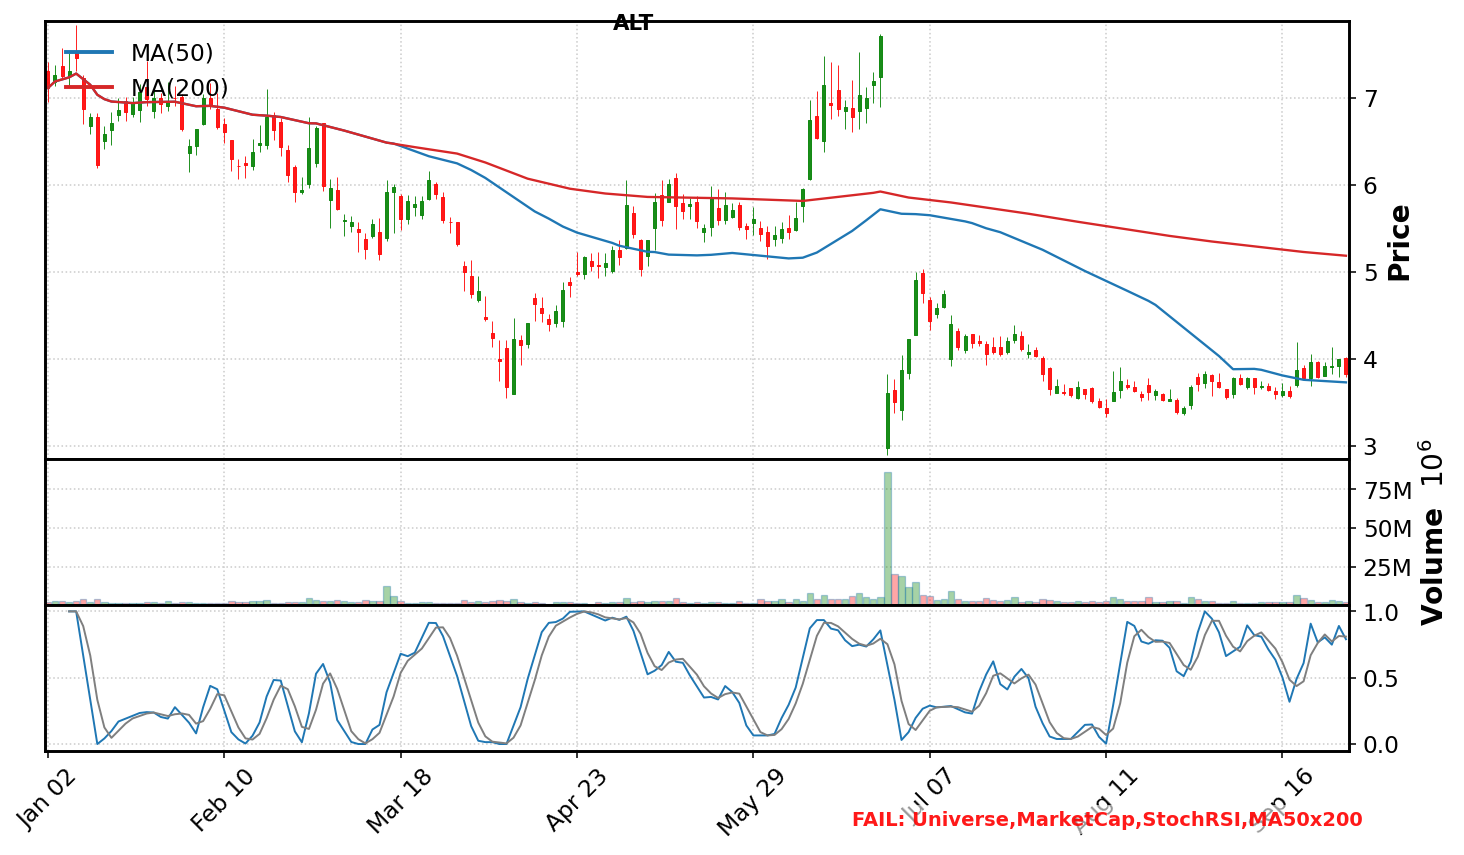 ALT
MA(50)
MA(200)
7
6
5
4
3
Price
75M
50M
25M
Volume 10^6
1.0
0.5
0.0
Jan 02
Feb 10
Mar 18
Apr 23
May 29
Jul 07
Aug 11
Sep 16
FAIL: Universe,MarketCap,StochRSI,MA50x200